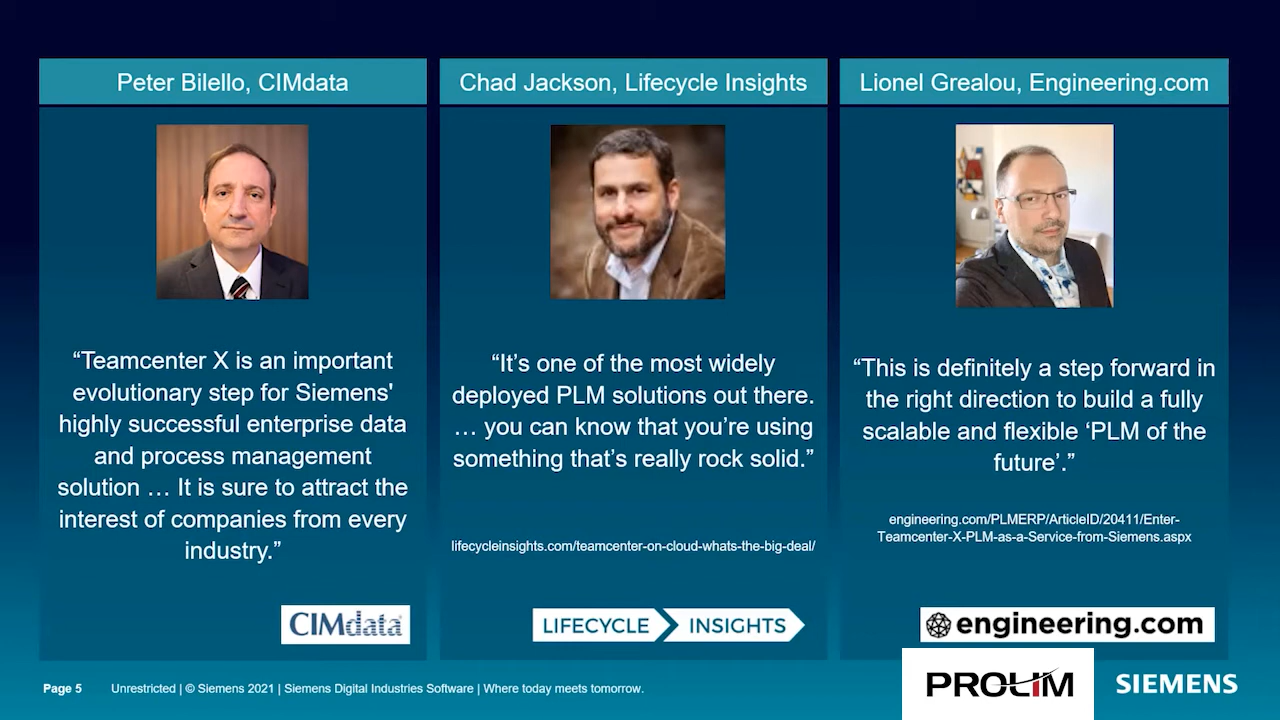 Peter Bilello, CIMdata
“Teamcenter X is an important
evolutionary step for Siemens'
highly successful enterprise data
and process management
solution … It is sure to attract the
interest of companies from every
industry.”
CIMdata
Chad Jackson, Lifecycle Insights
“It’s one of the most widely
deployed PLM solutions out there.
… you can know that you’re using
something that’s really rock solid.”
lifecycleinsights.com/teamcenter-on-cloud-whats-the-big-deal/
LIFECYCLE INSIGHTS
Lionel Grealou, Engineering.com
“This is definitely a step forward in
the right direction to build a fully
scalable and flexible ‘PLM of the
future’.”
engineering.com/PLMERP/ArticleID/20411/Enter-
Teamcenter-X-PLM-as-a-Service-from-Siemens.aspx
engineering.com
Page 5 Unrestricted | © Siemens 2021 | Siemens Digital Industries Software | Where today meets tomorrow.
PROLIM
SIEMENS